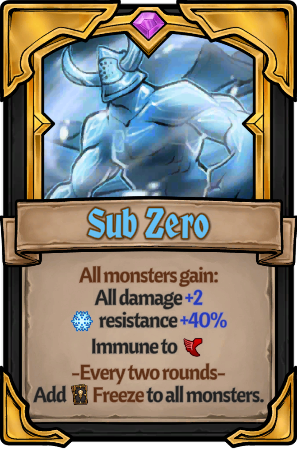 Sub Zero
All monsters gain:
All damage +2
resistance +40%
Immune to
-Every two rounds-
Add Freeze to all monsters.